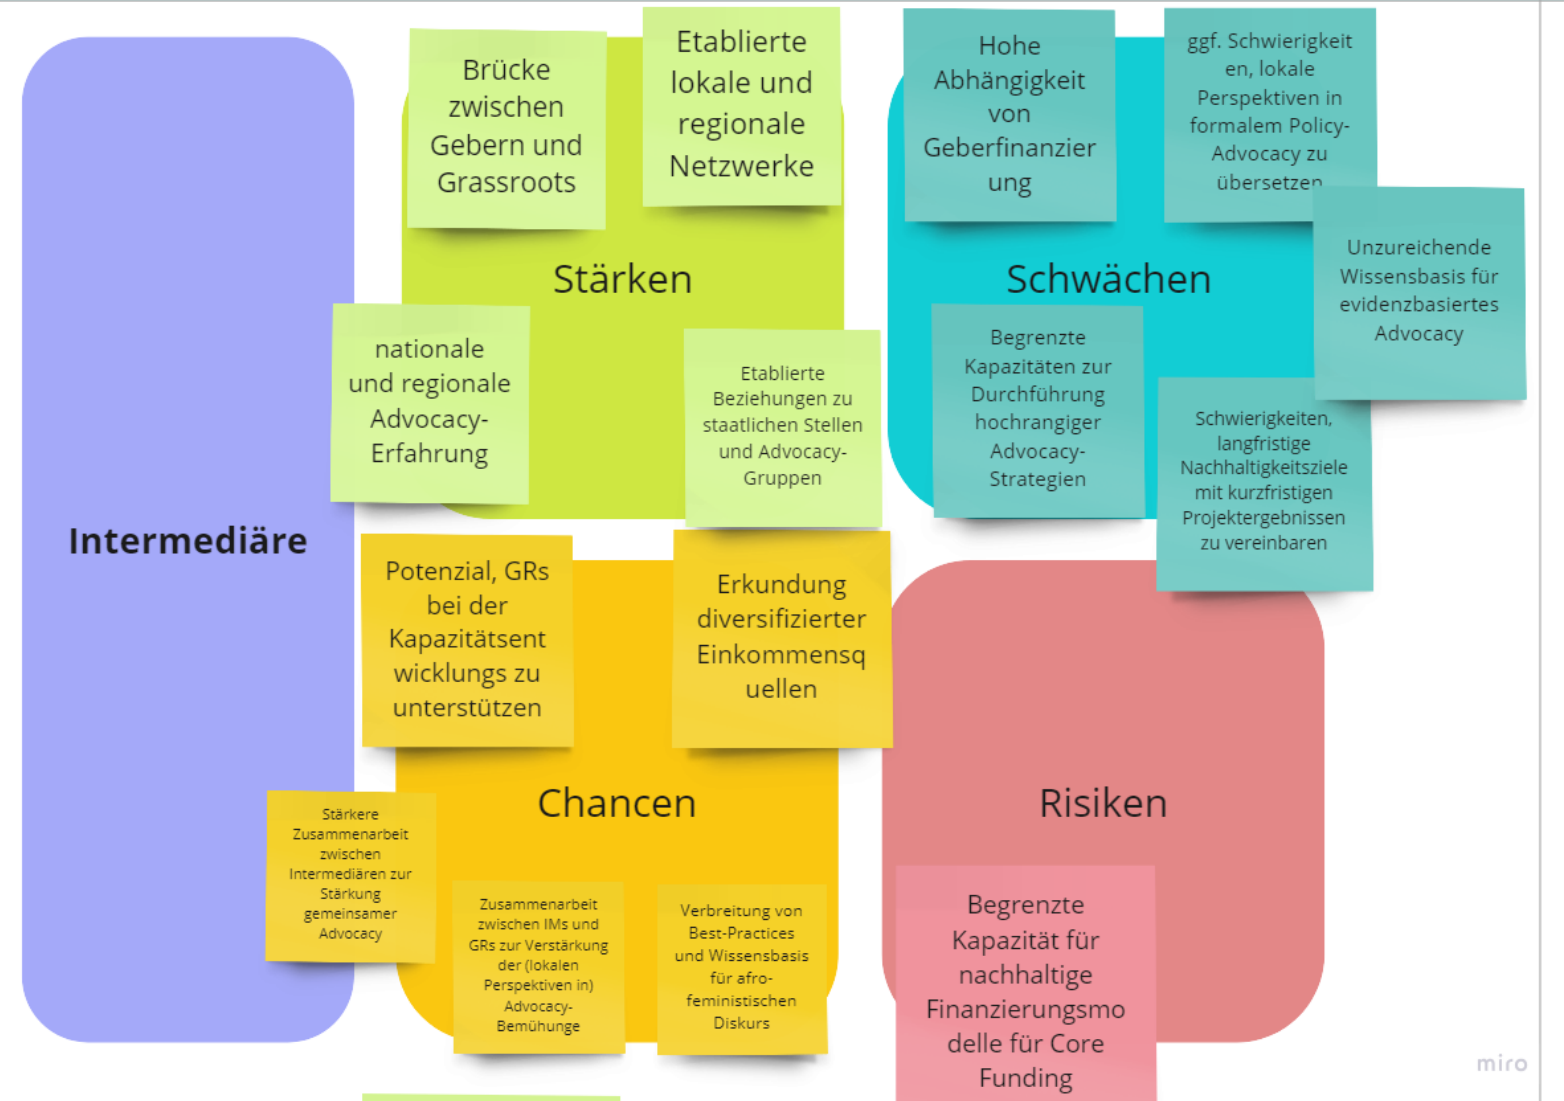 Intermediäre
Brücke
zwischen
Gebern und
Grassroots
Etablierte
lokale und
regionale
Netzwerke
Stärken
nationale
und regionale
Advocacy-
Erfahrung
Etablierte
Beziehungen zu
staatlichen Stellen
und Advocacy-
Gruppen
Hohe
Abhängigkeit
von
Geberfinanzier
ung
ggf. Schwierigkeit
en, lokale
Perspektiven in
formalem Policy-
Advocacy zu
übersetzen
Unzureichende
Wissensbasis für
evidenzbasiertes
Advocacy
Schwächen
Begrenzte
Kapazitäten zur
Durchführung
hochrangiger
Advocacy-
Strategien
Schwierigkeiten,
langfristige
Nachhaltigkeitsziele
mit kurzfristigen
Projektergebnissen
zu vereinbaren
Potenzial, GRs
bei der
Kapazitätsent
wicklungs zu
unterstützen
Erkundung
diversifizierter
Einkommensq
uellen
Chancen
Stärkere
Zusammenarbeit
zwischen
Intermediären zur
Stärkung
gemeinsamer
Advocacy
Zusammenarbeit
zwischen IMs und
GRs zur Verstärkung
der (lokalen
Perspektiven in)
Advocacy-
Bemühunge
Verbreitung von
Best-Practices
und Wissensbasis
für afro-
feministischen
Diskurs
Risiken
Begrenzte
Kapazität für
nachhaltige
Finanzierungsmo
delle für Core
Funding
miro